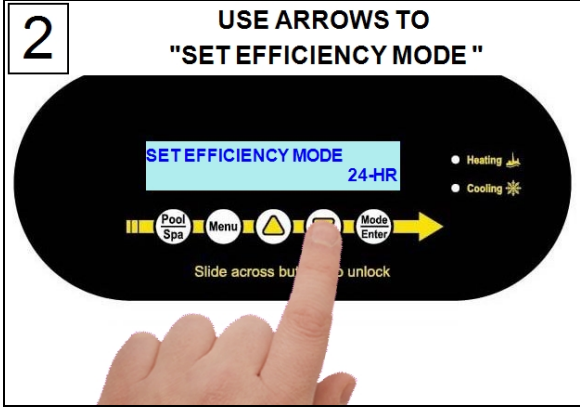 2
USE ARROWS TO
"SET EFFICIENCY MODE"
SET EFFICIENCY MODE
24-HR
Heating
Cooling
Pool
Spa
Menu
Mode
Enter
Slide across but o unlock